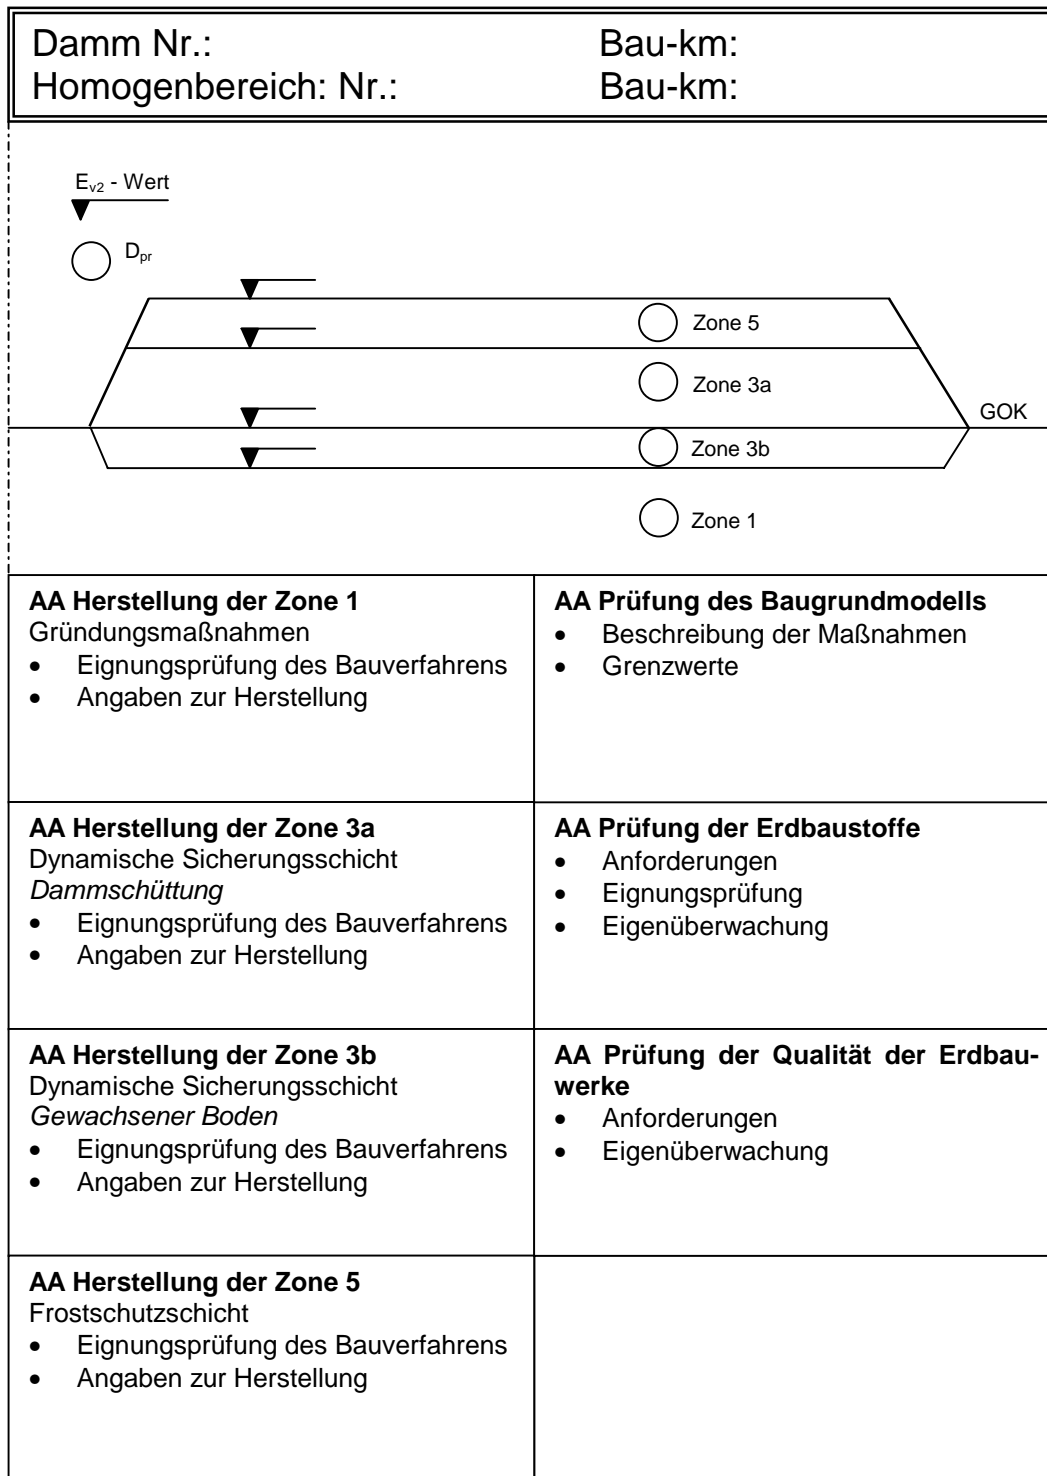 Damm Nr.: Bau-km:
Homogenbereich: Nr.: Bau-km:
Ev2 - Wert
Dpr
Zone 5
Zone 3a
GOK
Zone 3b
Zone 1
AA Herstellung der Zone 1
Gründungsmaßnahmen
• Eignungsprüfung des Bauverfahrens
• Angaben zur Herstellung
AA Prüfung des Baugrundmodells
• Beschreibung der Maßnahmen
• Grenzwerte
AA Herstellung der Zone 3a
Dynamische Sicherungsschicht
Dammschüttung
• Eignungsprüfung des Bauverfahrens
• Angaben zur Herstellung
AA Prüfung der Erdbaustoffe
• Anforderungen
• Eignungsprüfung
• Eigenüberwachung
AA Herstellung der Zone 3b
Dynamische Sicherungsschicht
Gewachsener Boden
• Eignungsprüfung des Bauverfahrens
• Angaben zur Herstellung
AA Prüfung der Qualität der Erdbau-
werke
• Anforderungen
• Eigenüberwachung
AA Herstellung der Zone 5
Frostschutzschicht
• Eignungsprüfung des Bauverfahrens
• Angaben zur Herstellung